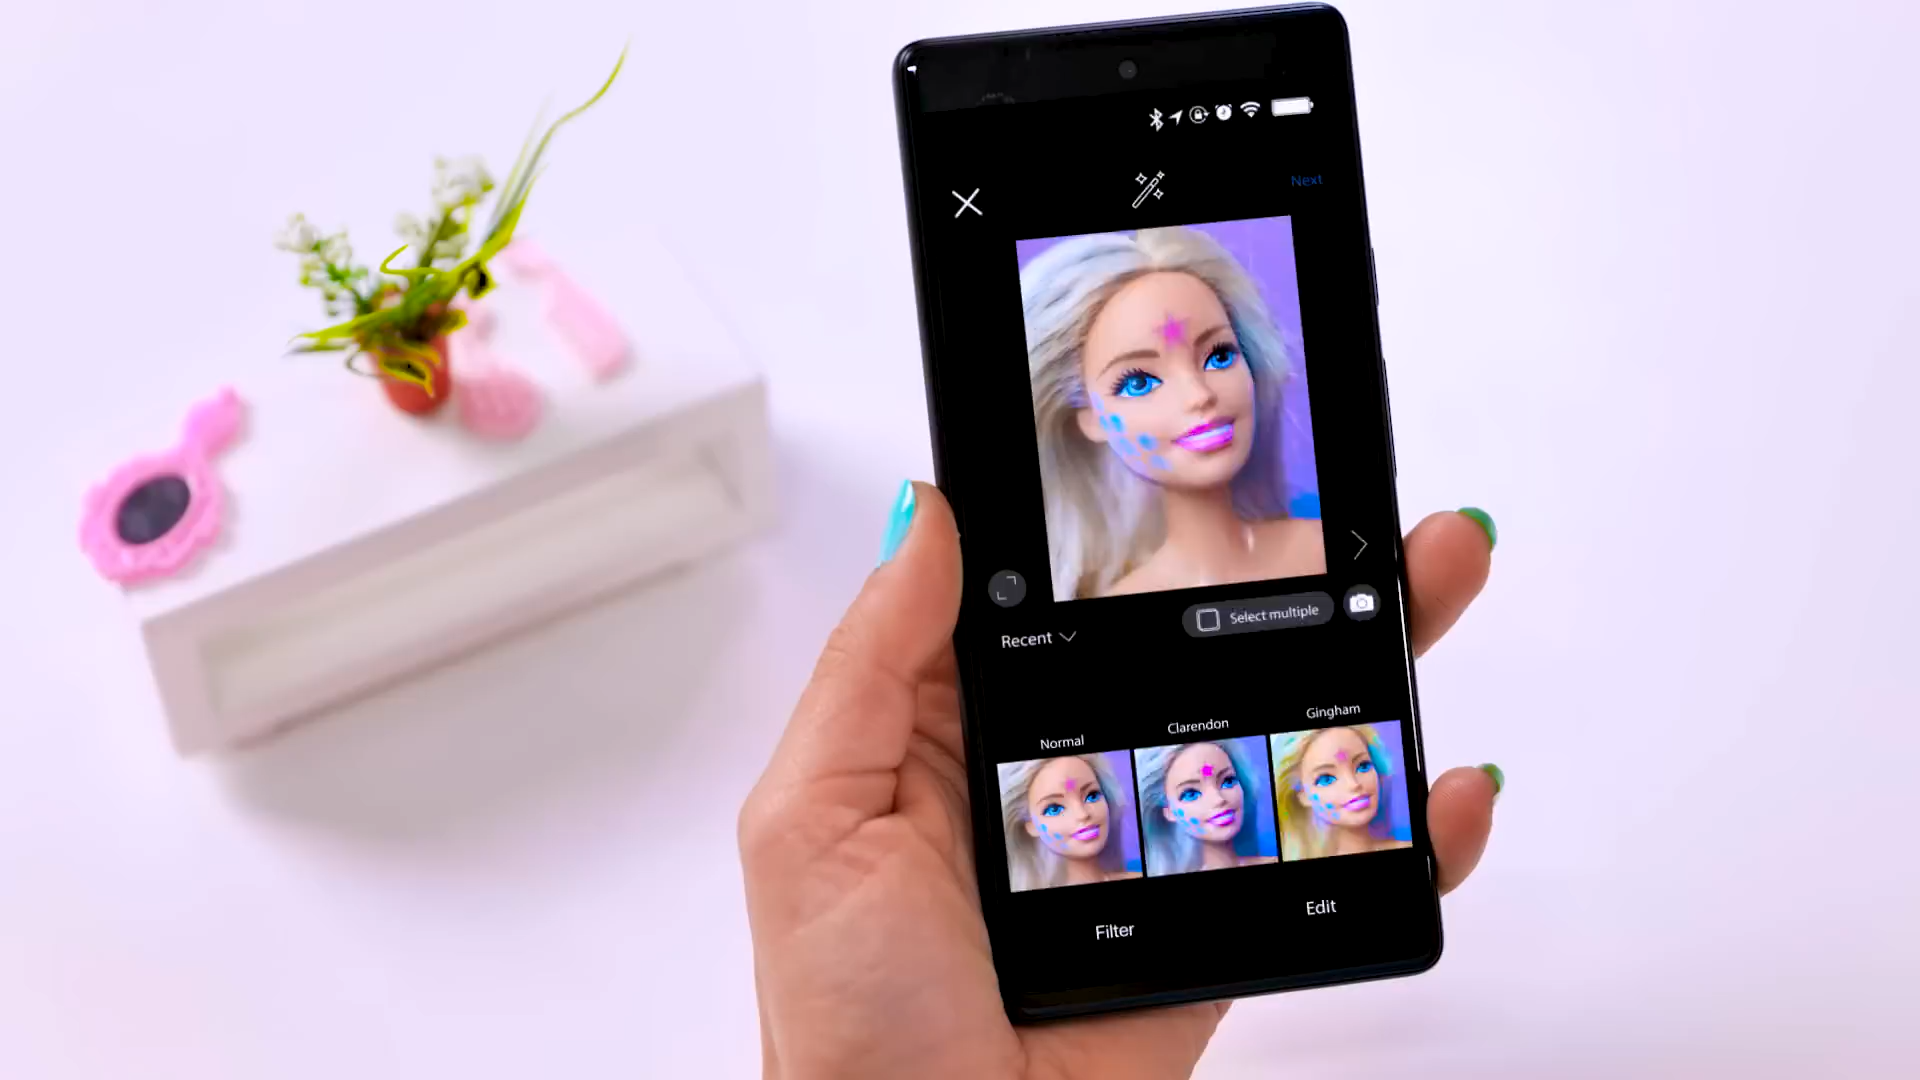 Next
Select multiple
Recent
Normal
Clarendon
Gingham
Filter
Edit